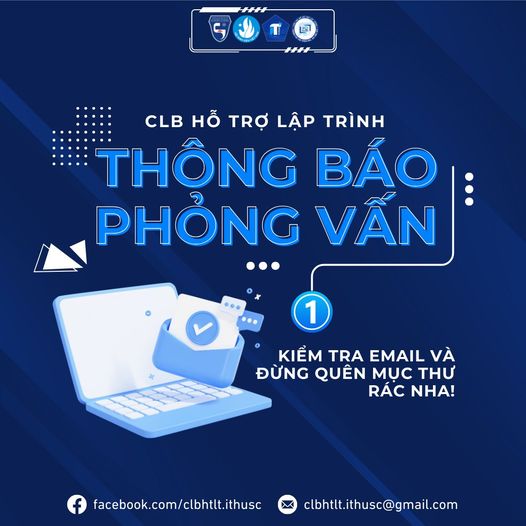 CLB HỖ TRỢ LẬP TRÌNH
THÔNG BÁO
PHỎNG VẤN
1
KIỂM TRA EMAIL VÀ
ĐỪNG QUÊN MỤC THƯ
RÁC NHA!
facebook.com/clbhtlt.ithusc
clbhtlt.ithusc@gmail.com